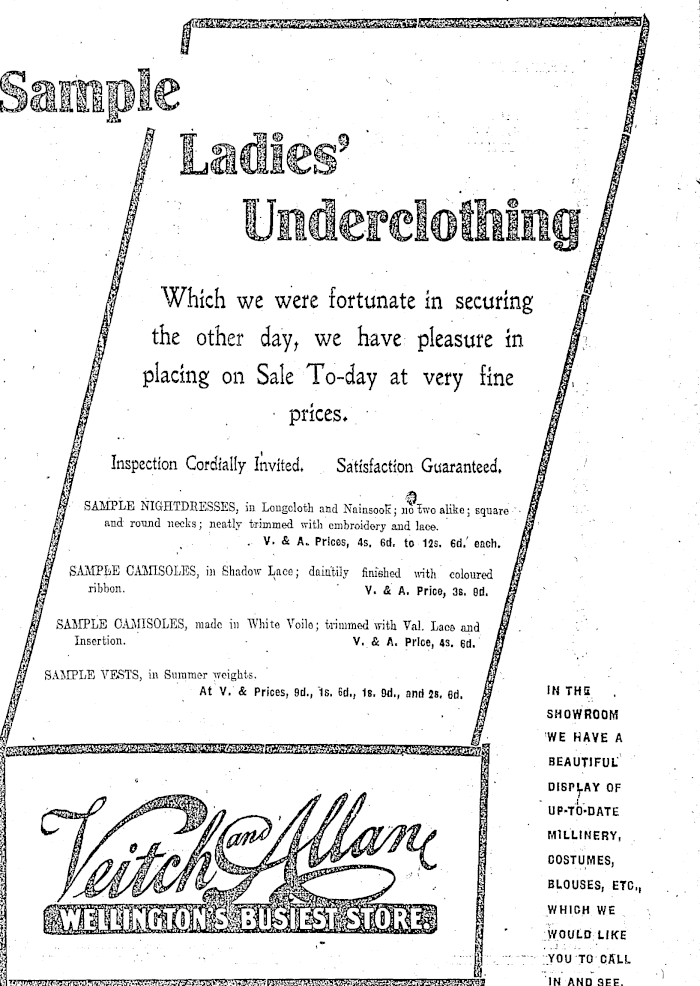 Sample
Ladies'
Underclothing
Which we were fortunate in securing
the other day, we have pleasure in
placing on Sale To-day at very fine
prices.
Inspection Cordially Invited. Satisfaction Guaranteed.
SAMPLE NIGHTDRESSES, in Longcloth and Nainsook; no two alike; square
and round necks; neatly trimmed with embroidery and lace.
V. & A. Prices, 4s. 6d. to 12s. 6d. each.
SAMPLE CAMISOLES, in Shadow Lace; daintily finished with coloured
ribbon. V. & A. Price, 3s. 9d.
SAMPLE CAMISOLES, made in White Voile; trimmed with Val. Lace and
Insertion. V. & A. Price, 4s. 6d.
SAMPLE VESTS, in Summer weights.
At V. & Prices, 9d., 1s. 6d., 1s. 9d., and 2s. 6d.
Veitch and Allan
WELLINGTON'S BUSIEST STORE.
IN THE
SHOWROOM
WE HAVE A
BEAUTIFUL
DISPLAY OF
UP-TO-DATE
MILLINERY,
COSTUMES,
BLOUSES, ETC.,
WHICH WE
WOULD LIKE
YOU TO CALL
IN AND SEE.